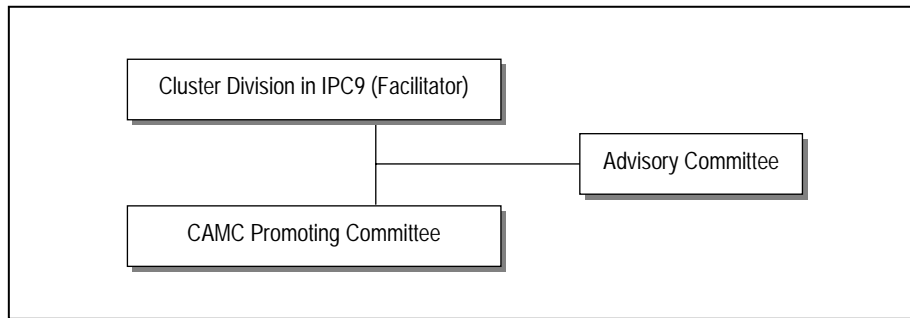 Cluster Division in IPC9 (Facilitator)
Advisory Committee
CAMC Promoting Committee